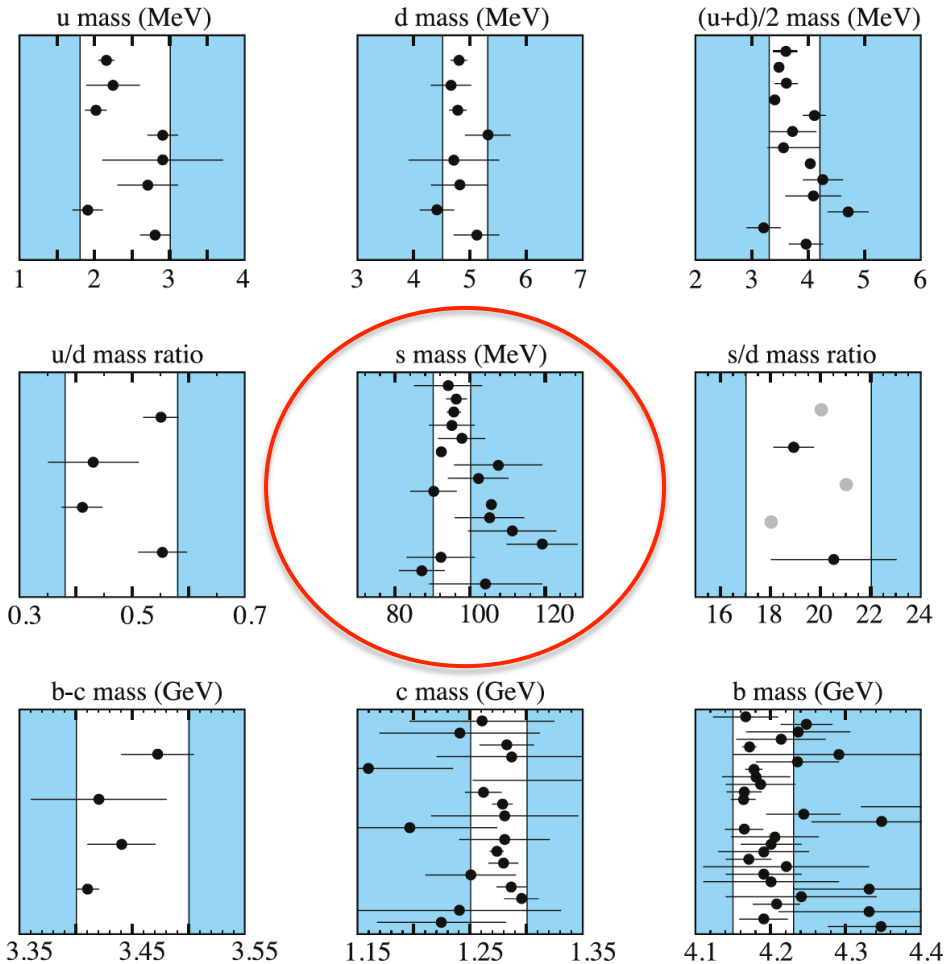 u mass (MeV)
d mass (MeV)
(u+d)/2 mass (MeV)
1 2 3 4
3 4 5 6 7
2 3 4 5 6
u/d mass ratio
s mass (MeV)
s/d mass ratio
0.3 0.5 0.7
80 100 120
16 18 20 22 24
b-c mass (GeV)
c mass (GeV)
b mass (GeV)
3.35 3.45 3.55
1.15 1.25 1.35
4.1 4.2 4.3 4.4